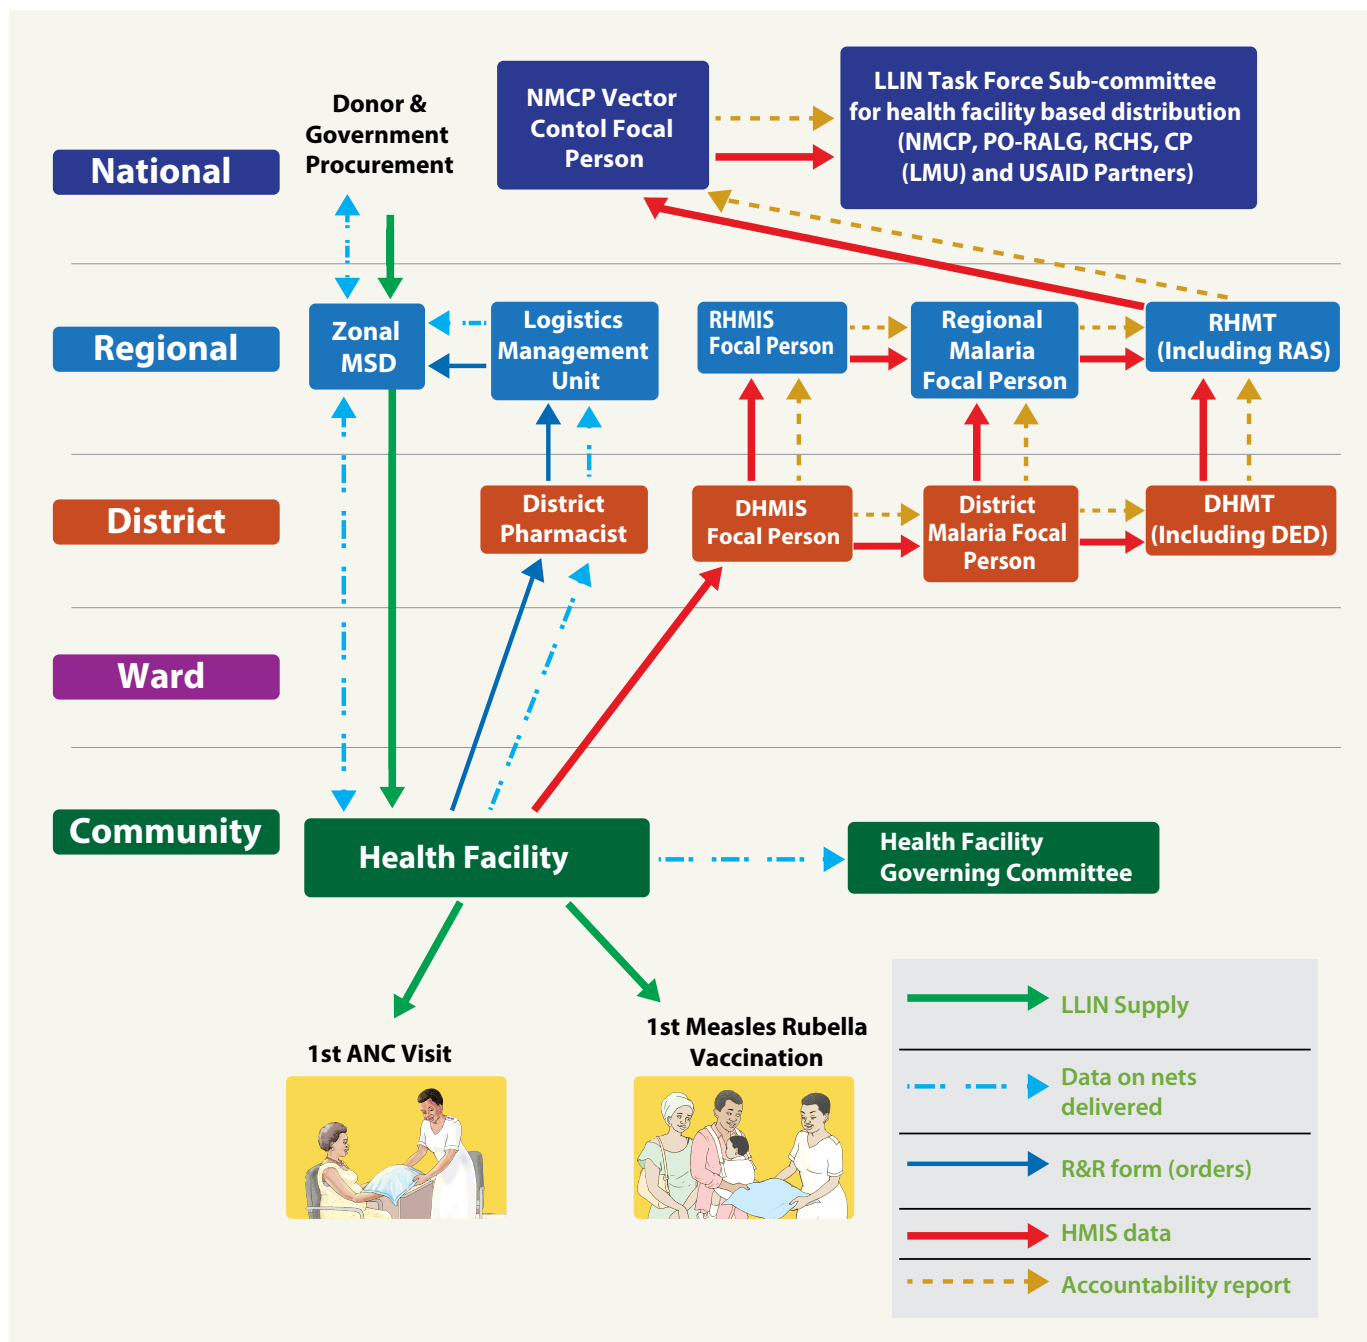 National
Donor &
Government
Procurement
NMCP Vector
Contol Focal
Person
LLIN Task Force Sub-committee
for health facility based distribution
(NMCP, PO-RALG, RCHS, CP
(LMU) and USAID Partners)
Regional
Zonal
MSD
Logistics
Management
Unit
RHMIS
Focal Person
Regional
Malaria
Focal Person
RHMT
(Including RAS)
District
District
Pharmacist
DHMIS
Focal Person
District
Malaria Focal
Person
DHMT
(Including DED)
Ward
Community
Health Facility
Health Facility
Governing Committee
1st ANC Visit
1st Measles Rubella
Vaccination
LLIN Supply
Data on nets
delivered
R&R form (orders)
HMIS data
Accountability report